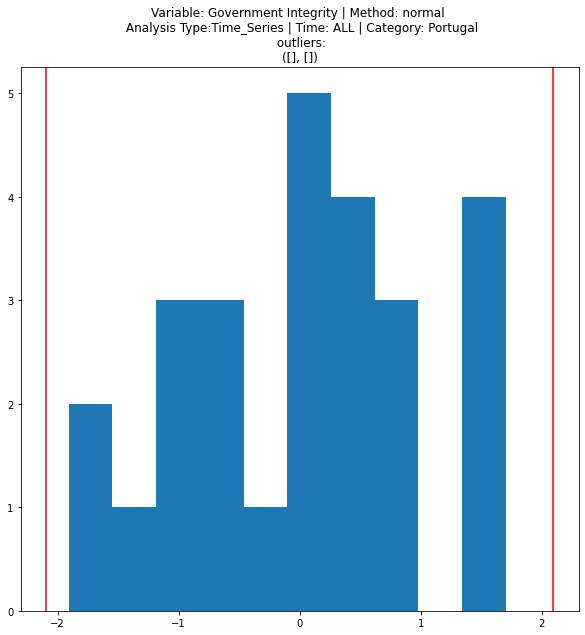 Variable: Government Integrity | Method: normal
Analysis Type:Time_Series | Time: ALL | Category: Portugal
outliers:
([], [])
5
4
3
2
1
0
−2 −1 0 1 2